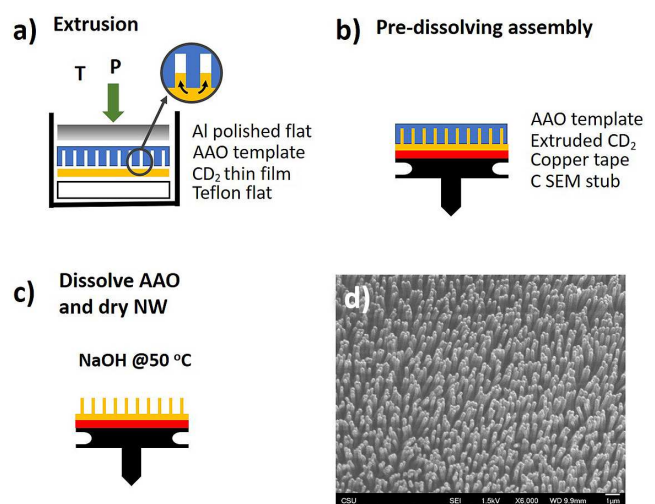 a) Extrusion
T P
Al polished flat
AAO template
CD₂ thin film
Teflon flat
b) Pre-dissolving assembly
AAO template
Extruded CD₂
Copper tape
C SEM stub
c) Dissolve AAO
and dry NW
NaOH @50 ºC
d)
CSU SEI 1.5kV X6.000 WD 9.9mm 1µm